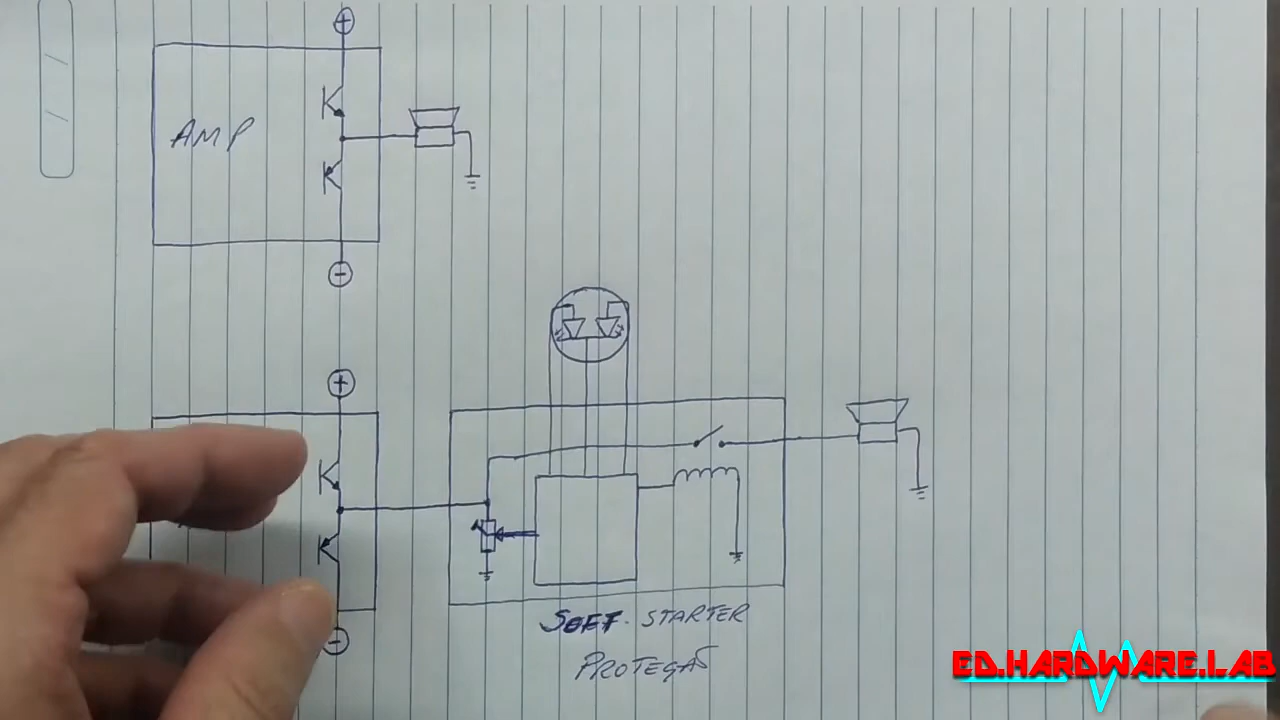 +
AMP
-
+
-
SOFT-STARTER
PROTEÇÃO
ED.HARDWARE.LAB